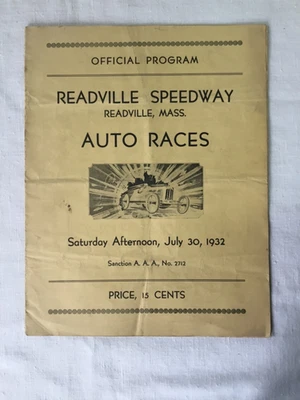 OFFICIAL PROGRAM
READVILLE SPEEDWAY
READVILLE, MASS.
AUTO RACES
Saturday Afternoon, July 30, 1932
Sanction A. A. A., No. 2712
PRICE, 15 CENTS